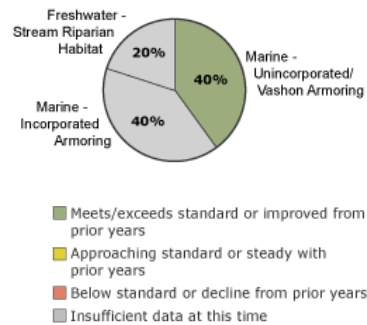 Freshwater -
Stream Riparian
Habitat
20%
40%
Marine -
Unincorporated/
Vashon Armoring
Marine -
Incorporated
Armoring
40%
Meets/exceeds standard or improved from
prior years
Approaching standard or steady with
prior years
Below standard or decline from prior years
Insufficient data at this time